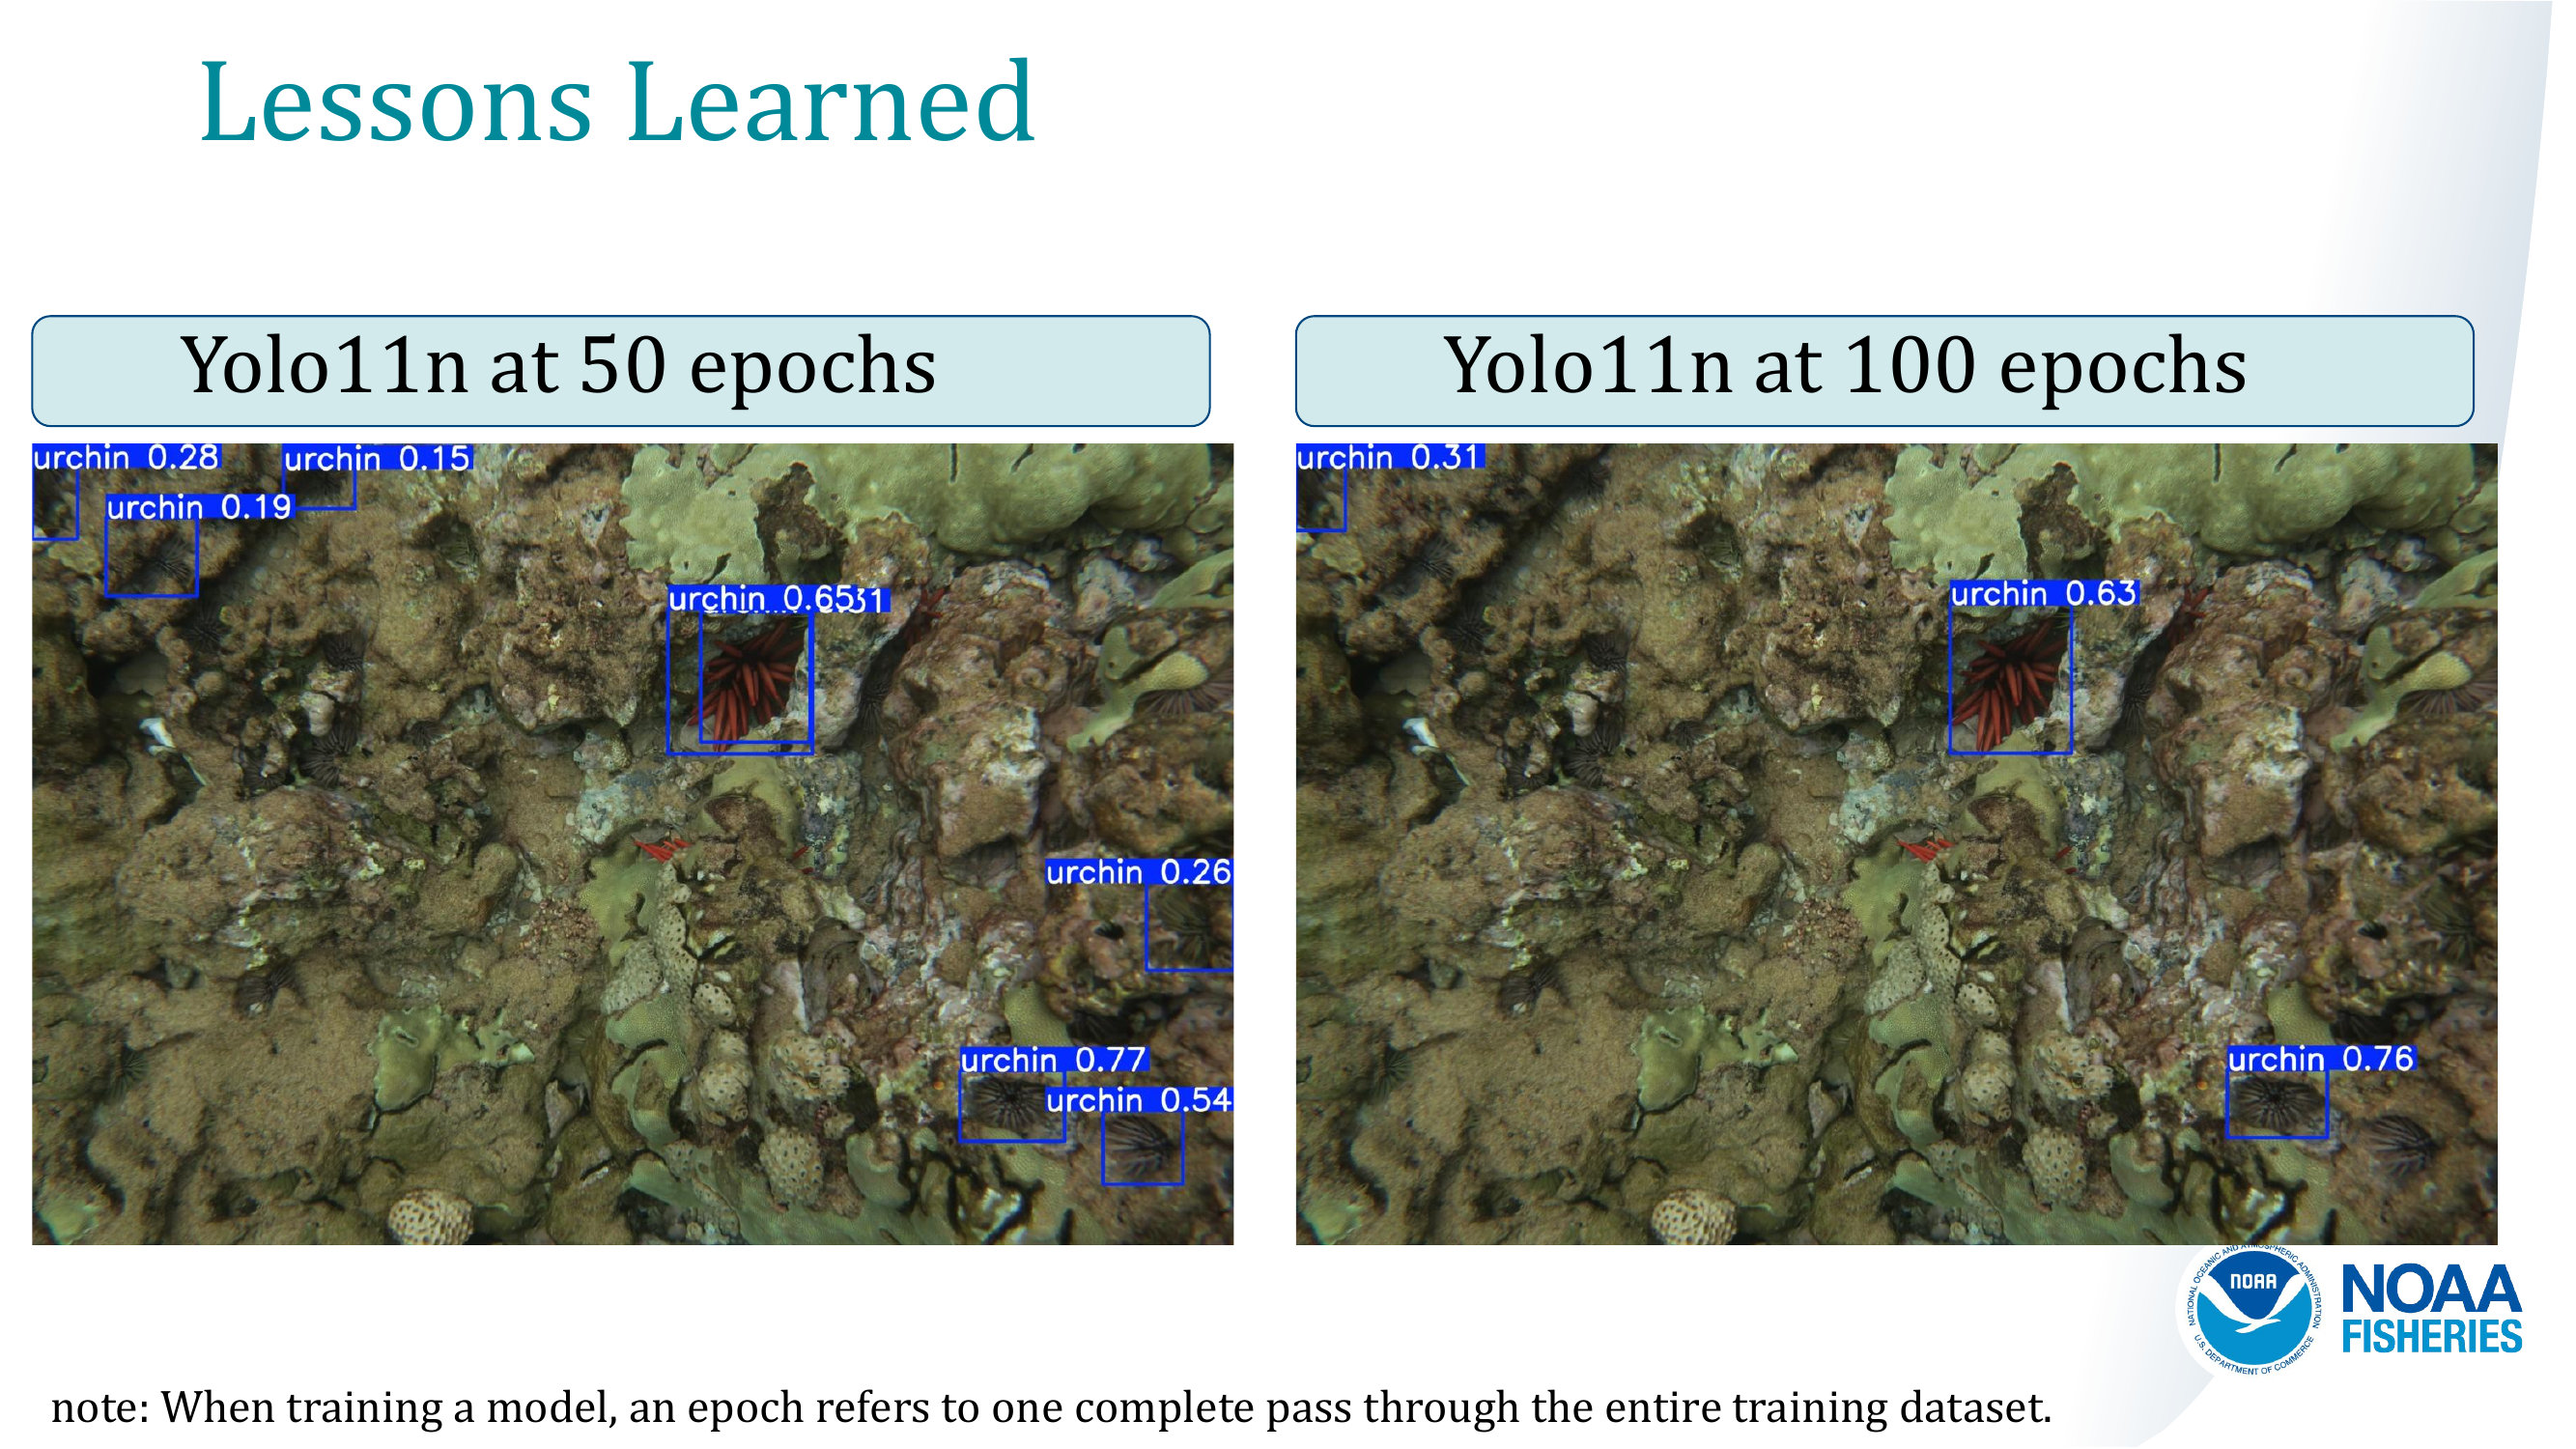 Lessons Learned
Yolo11n at 50 epochs
Yolo11n at 100 epochs
urchin 0.28
urchin 0.15
urchin 0.19
urchin 0.65
31
urchin 0.26
urchin 0.77
urchin 0.54
urchin 0.31
urchin 0.63
urchin 0.76
NATIONAL OCEANIC AND ATMOSPHERIC ADMINISTRATION
NOAA
U.S. DEPARTMENT OF COMMERCE
NOAA
FISHERIES
note: When training a model, an epoch refers to one complete pass through the entire training dataset.